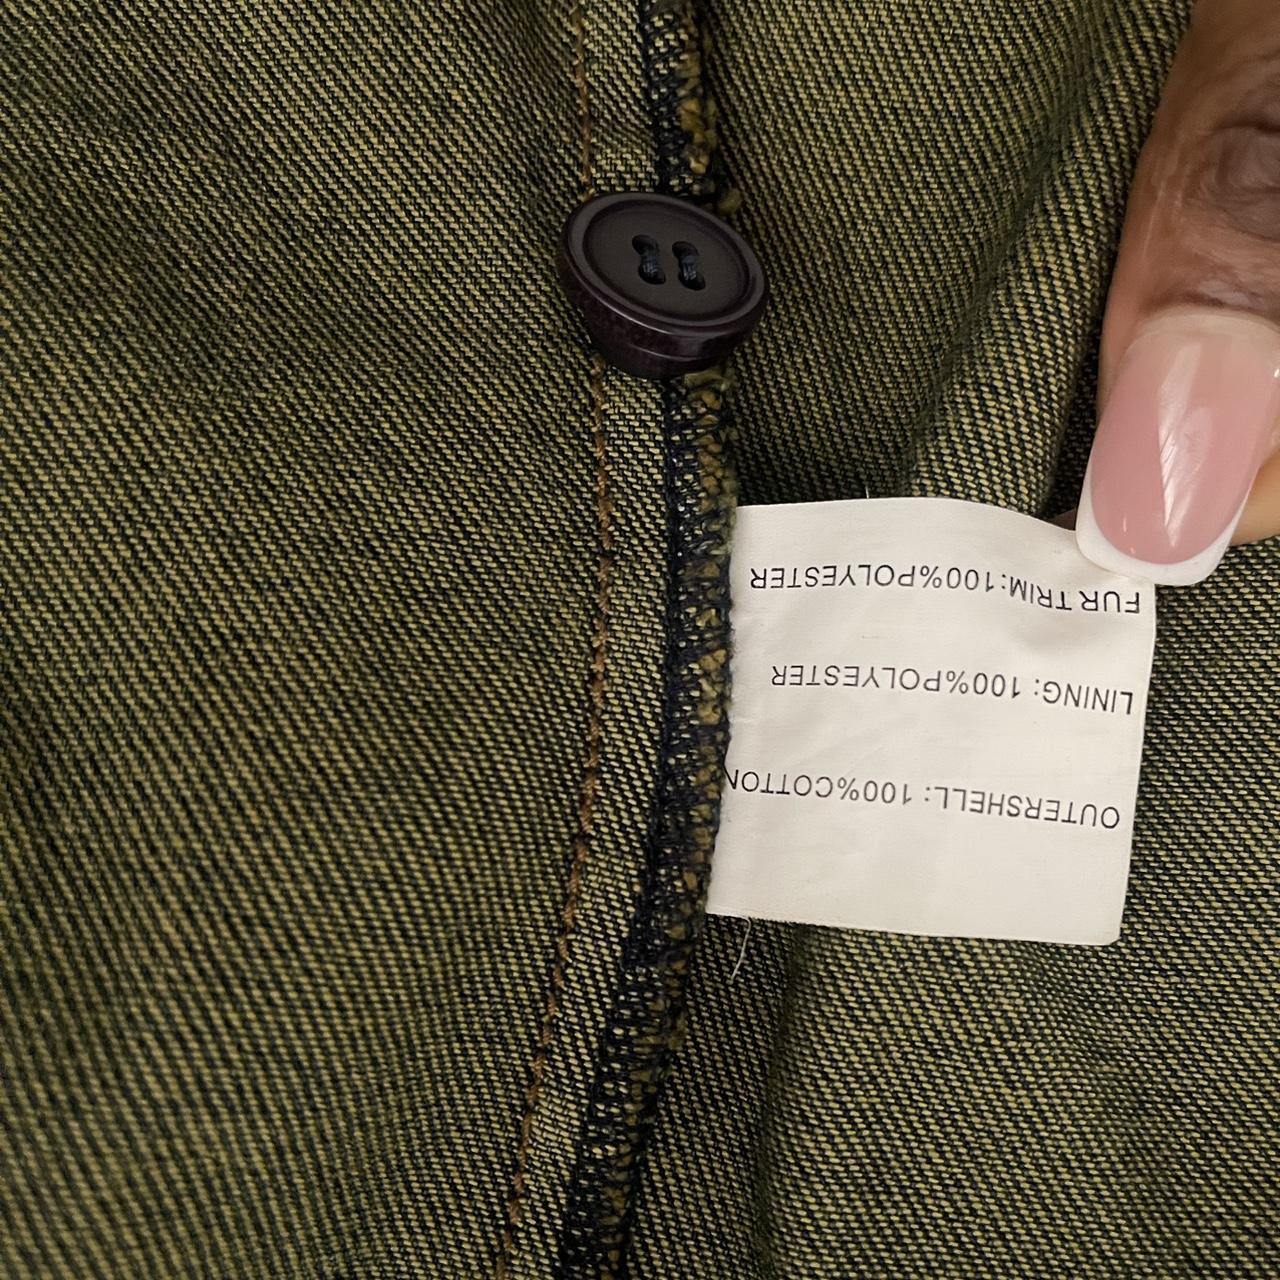 OUTERSHELL: 100%COTTON
LINING: 100%POLYESTER
FUR TRIM:100%POLYESTER